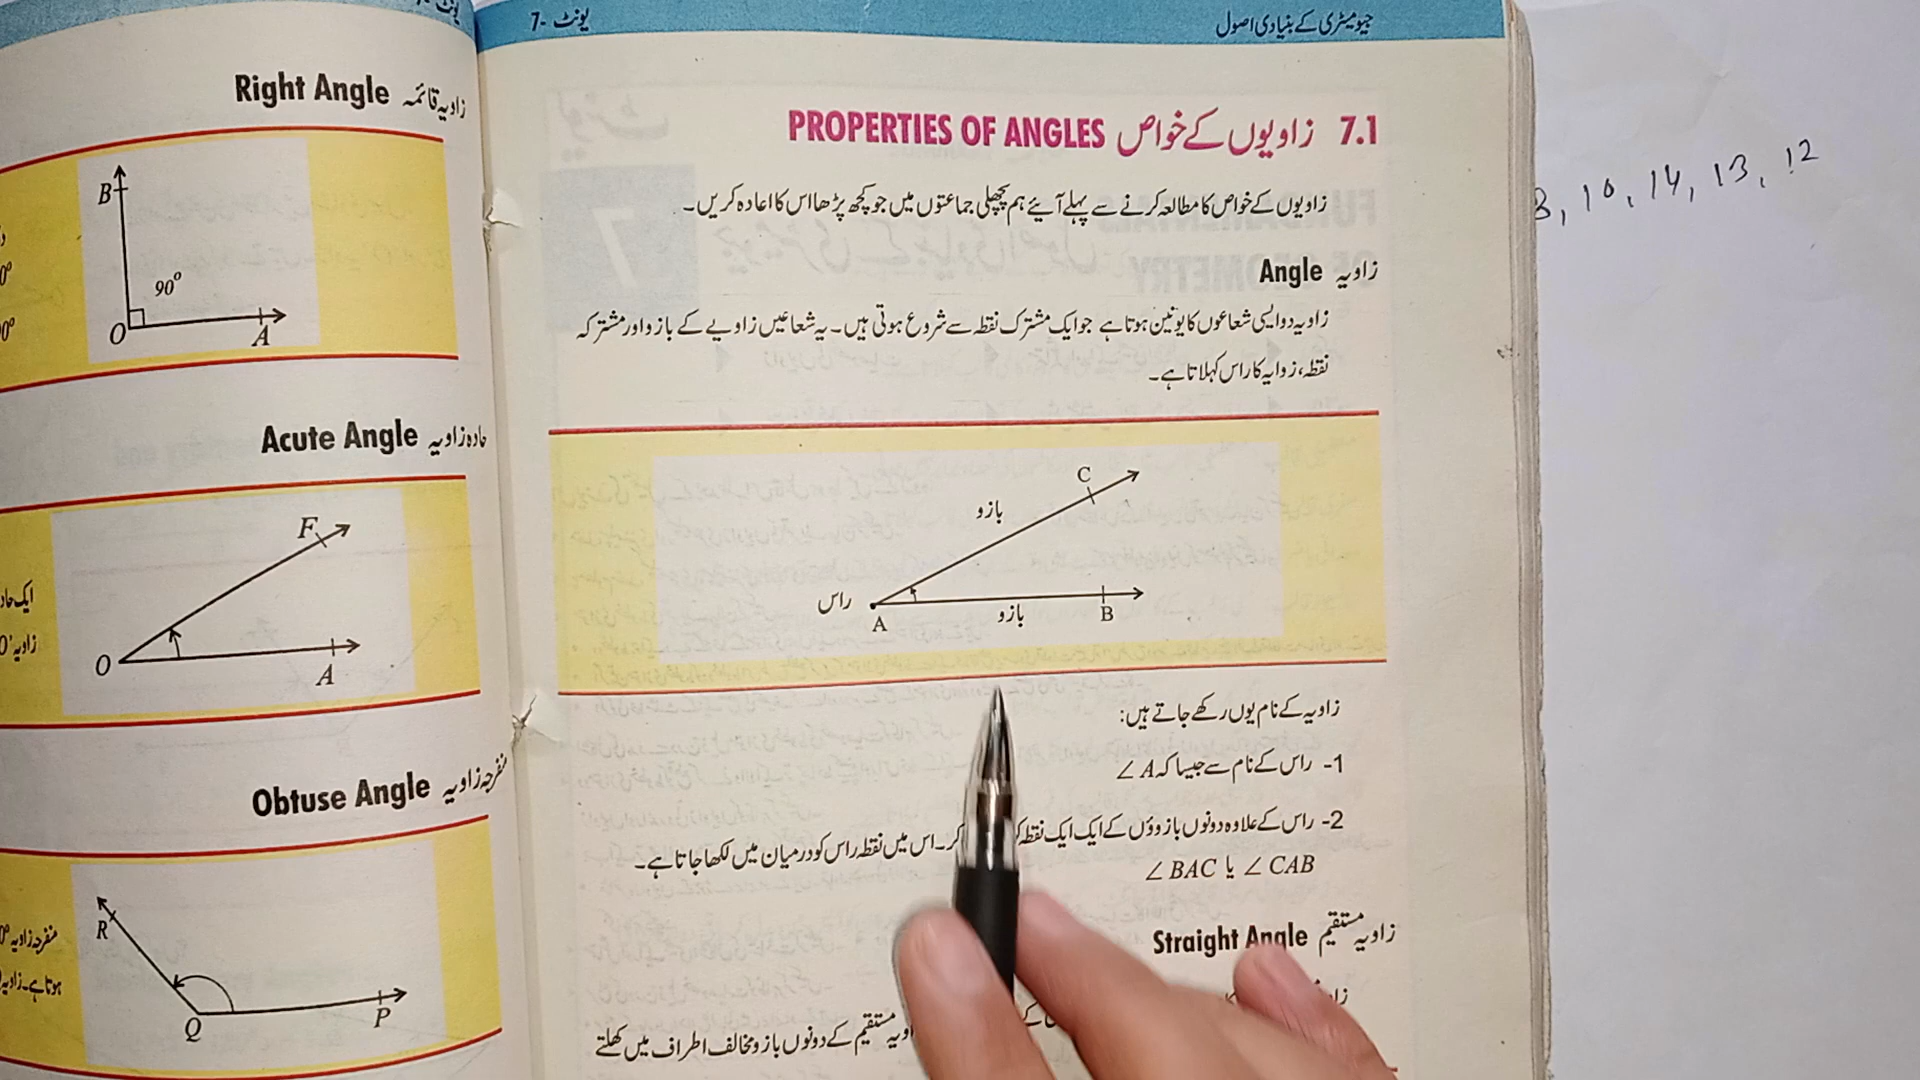 یونٹ -7
جیومیٹری کے بنیادی اصول
7.1 زاویوں کے خواص PROPERTIES OF ANGLES
زاویوں کے خواص کا مطالعہ کرنے سے پہلے آئیے ہم پچھلی جماعتوں میں جو کچھ پڑھا اس کا اعادہ کریں۔
زاویہ Angle
زاویہ دو ایسی شعاعوں کا یونین ہوتا ہے جو ایک مشترک نقطہ سے شروع ہوتی ہیں۔ یہ شعاعیں زاویے کے بازو اور مشترکہ
نقطہ، زوایہ کا راس کہلاتا ہے۔
C
بازو
راس
A
بازو
B
زاویہ کے نام یوں رکھے جاتے ہیں:
1- راس کے نام سے جیسا کہ ∠A
2- راس کے علاوہ دونوں بازوؤں کے ایک ایک نقطہ کر۔ اس میں نقطہ راس کو درمیان میں لکھا جاتا ہے۔
∠BAC یا ∠CAB
زاویہ مستقیم Straight Angle
مستقیم کے دونوں بازو مخالف اطراف میں کھلتے
زاویہ قائمہ Right Angle
B
90°
O
A
حادہ زاویہ Acute Angle
F
O
A
ایک حاد
منفرجہ زاویہ Obtuse Angle
R
Q
P
منفرجہ زاویہ
ہوتا ہے۔ زاویہ
, 10, 14, 13, 12